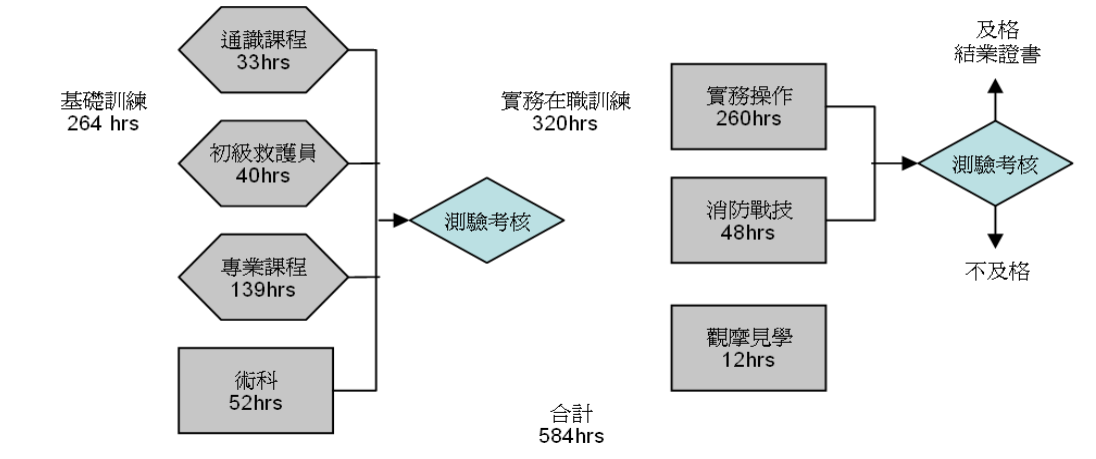 基礎訓練
264 hrs
通識課程
33hrs
初級救護員
40hrs
專業課程
139hrs
術科
52hrs
測驗考核
實務在職訓練
320hrs
實務操作
260hrs
消防戰技
48hrs
觀摩見學
12hrs
測驗考核
及格
結業證書
不及格
合計
584hrs